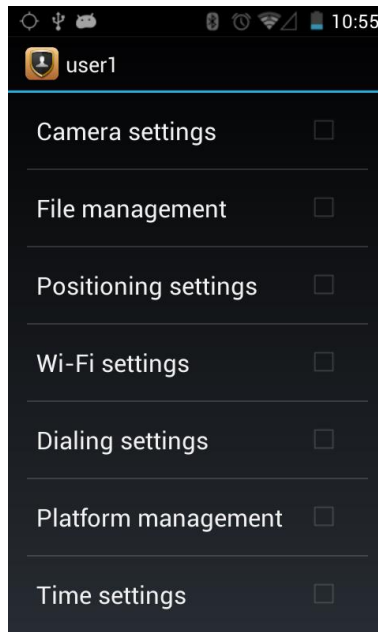 10:55
user1
Camera settings
File management
Positioning settings
Wi-Fi settings
Dialing settings
Platform management
Time settings